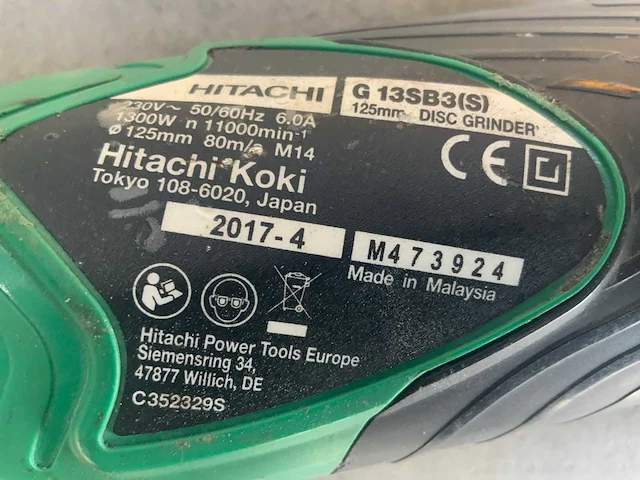 HITACHI
G 13SB3(S)
125mm DISC GRINDER
230V~ 50/60Hz 6.0A
1300W n 11000min-1
ø125mm 80m/s M14
Hitachi Koki
Tokyo 108-6020, Japan
2017-4
M473924
Made in Malaysia
CE
Hitachi Power Tools Europe
Siemensring 34,
47877 Willich, DE
C352329S